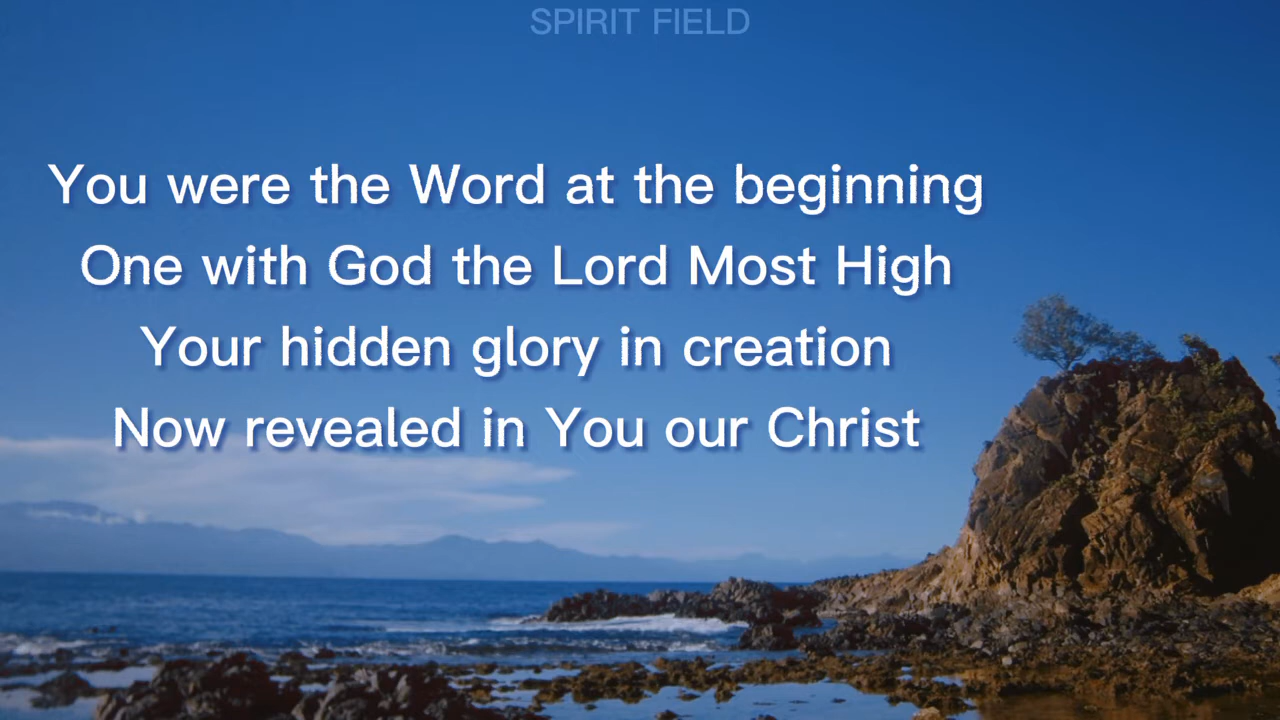 SPIRIT FIELD
You were the Word at the beginning
One with God the Lord Most High
Your hidden glory in creation
Now revealed in You our Christ